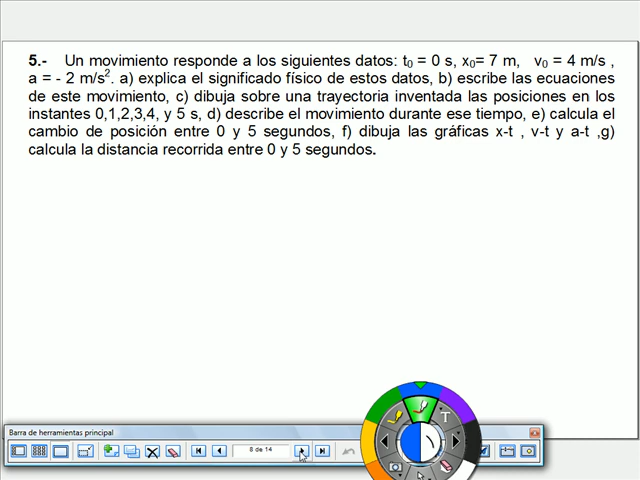 5.- Un movimiento responde a los siguientes datos: t₀ = 0 s, x₀= 7 m, v₀ = 4 m/s ,
a = - 2 m/s². a) explica el significado físico de estos datos, b) escribe las ecuaciones
de este movimiento, c) dibuja sobre una trayectoria inventada las posiciones en los
instantes 0,1,2,3,4, y 5 s, d) describe el movimiento durante ese tiempo, e) calcula el
cambio de posición entre 0 y 5 segundos, f) dibuja las gráficas x-t , v-t y a-t ,g)
calcula la distancia recorrida entre 0 y 5 segundos.
Barra de herramientas principal
8 de 14
T